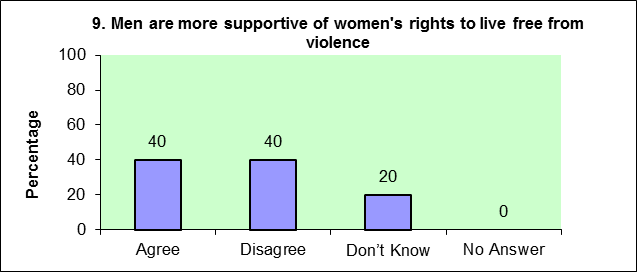 9. Men are more supportive of women's rights to live free from
violence
Percentage
100
80
60
40
20
0
40
40
20
0
Agree
Disagree
Don’t Know
No Answer